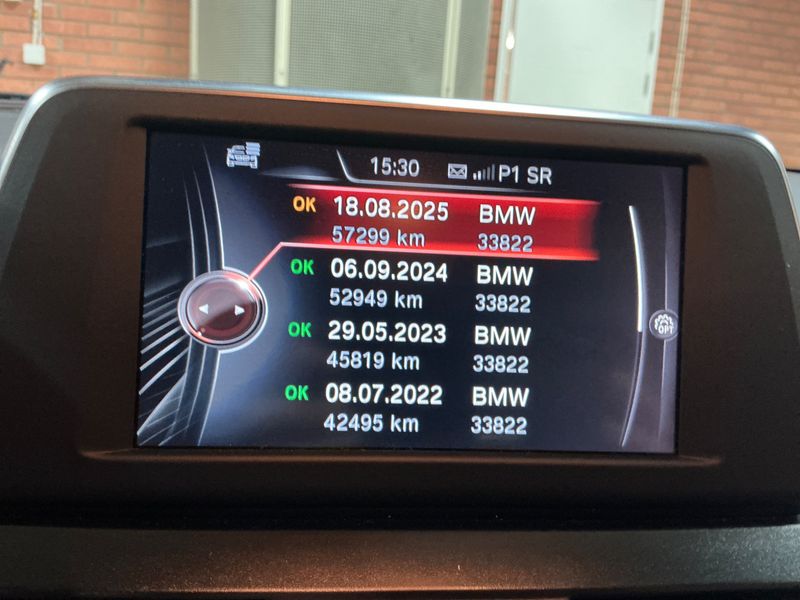 15:30 P1 SR
OK 18.08.2025 BMW
57299 km 33822
OK 06.09.2024 BMW
52949 km 33822
OK 29.05.2023 BMW
45819 km 33822
OK 08.07.2022 BMW
42495 km 33822
OPT